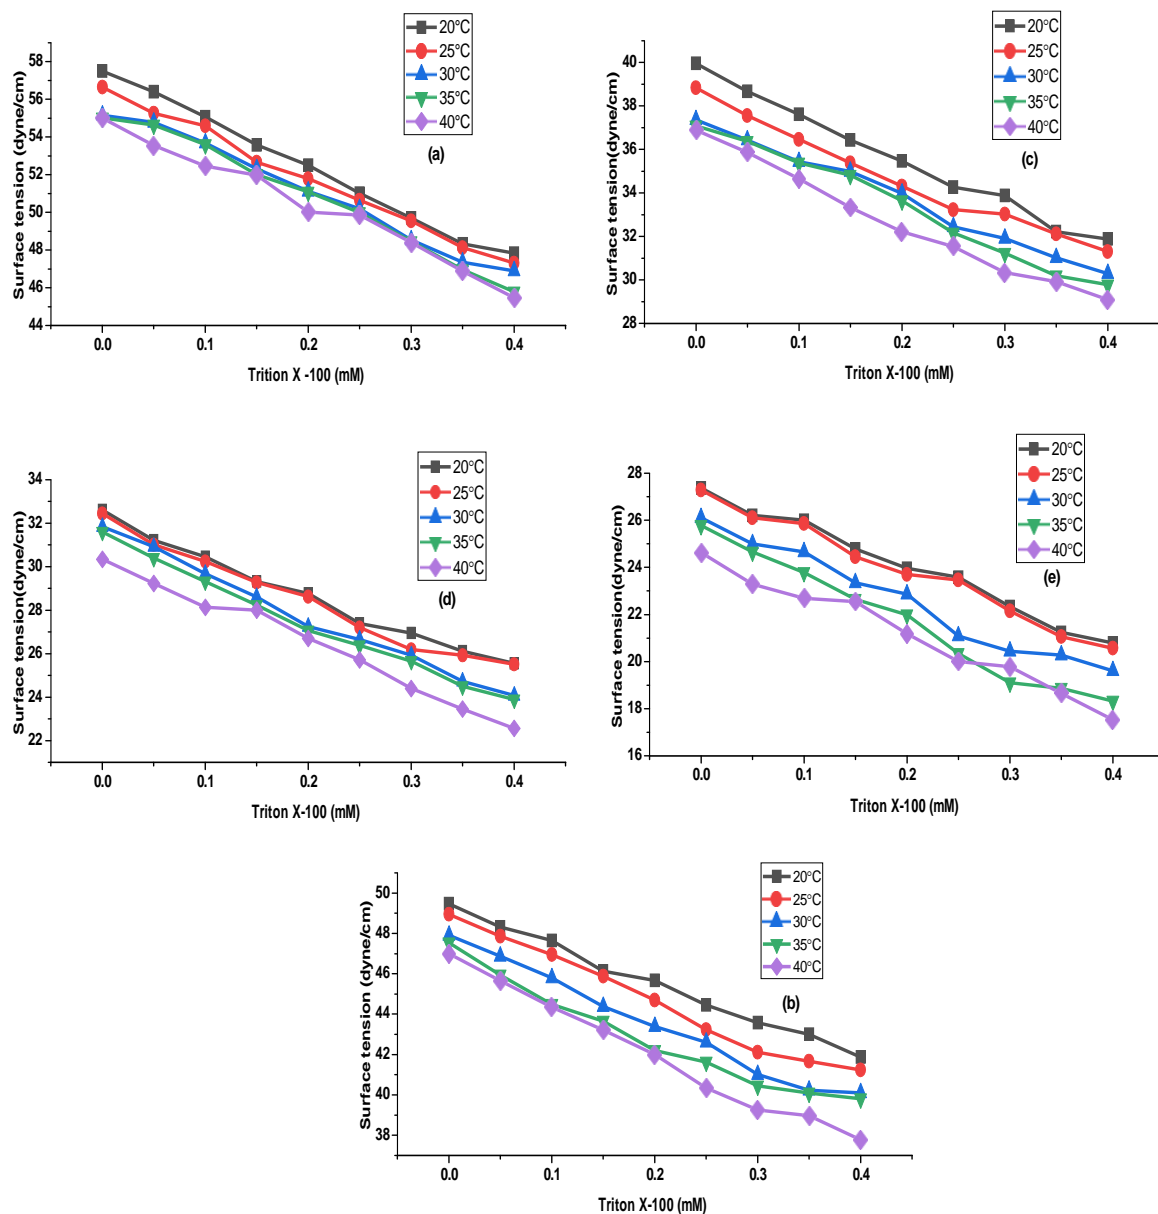 20°C
25°C
30°C
35°C
40°C
(a)
Surface tension (dyne/cm)
58
56
54
52
50
48
46
44
0.0 0.1 0.2 0.3 0.4
Trition X -100 (mM)
20°C
25°C
30°C
35°C
40°C
(c)
Surface tension(dyne/cm)
40
38
36
34
32
30
28
0.0 0.1 0.2 0.3 0.4
Triton X-100 (mM)
20°C
25°C
30°C
35°C
40°C
(d)
Surface tension(dyne/cm)
34
32
30
28
26
24
22
0.0 0.1 0.2 0.3 0.4
Triton X-100 (mM)
20°C
25°C
30°C
35°C
40°C
(e)
Surface tension(dyne/cm)
28
26
24
22
20
18
16
0.0 0.1 0.2 0.3 0.4
Triton X-100 (mM)
20°C
25°C
30°C
35°C
40°C
(b)
Surface tension (dyne/cm)
50
48
46
44
42
40
38
0.0 0.1 0.2 0.3 0.4
Triton X-100 (mM)